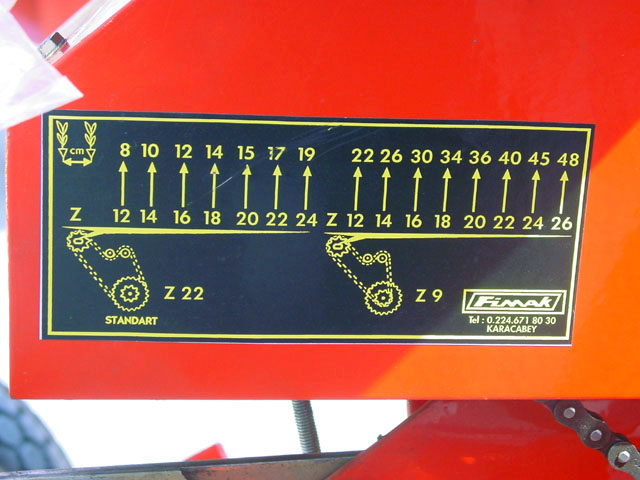 cm 8 10 12 14 15 17 19 22 26 30 34 36 40 45 48
Z 12 14 16 18 20 22 24 Z 12 14 16 18 20 22 24 26
Z 22 Z 9
STANDART
Fimak
Tel : 0.224.671 80 30
KARACABEY